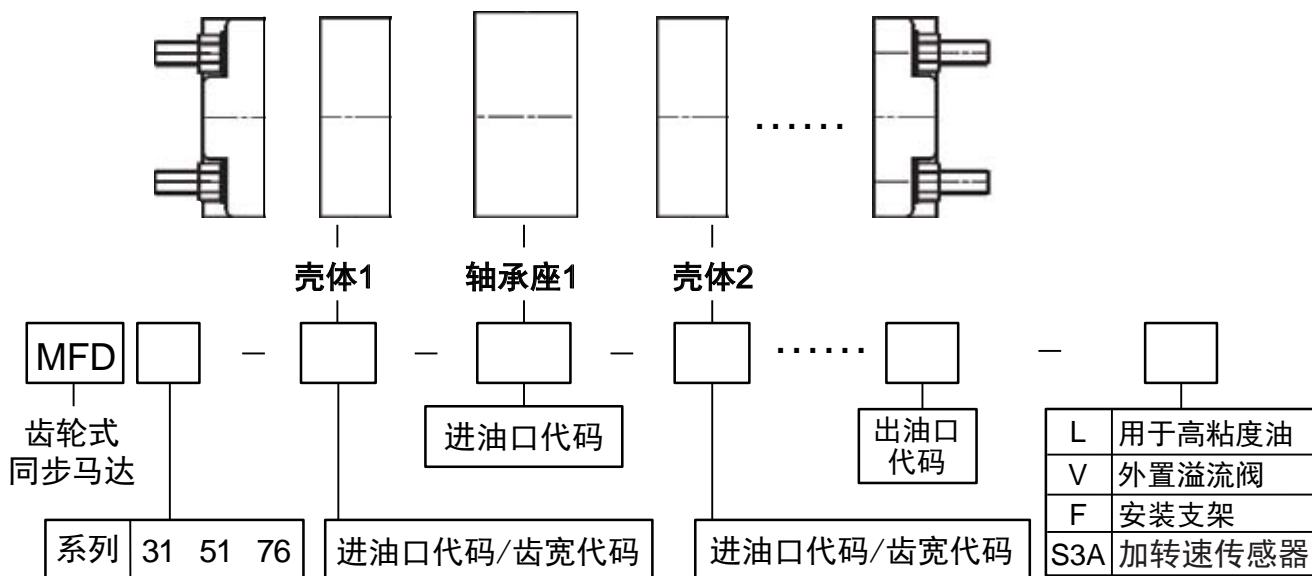 ······
壳体1 轴承座1 壳体2
MFD — — — ······ —
齿轮式
同步马达
进油口代码
出油口
代码
L 用于高粘度油
V 外置溢流阀
F 安装支架
S3A 加转速传感器
系列 31 51 76
进油口代码/齿宽代码
进油口代码/齿宽代码